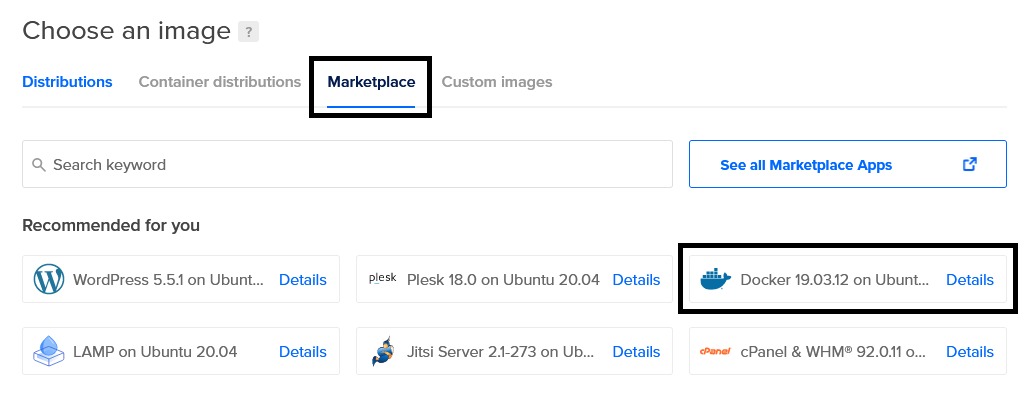 Choose an image ?
Distributions Container distributions Marketplace Custom images
Search keyword
See all Marketplace Apps
Recommended for you
WordPress 5.5.1 on Ubunt... Details
plesk Plesk 18.0 on Ubuntu 20.04 Details
Docker 19.03.12 on Ubunt... Details
LAMP on Ubuntu 20.04 Details
Jitsi Server 2.1-273 on Ub... Details
cPanel cPanel & WHM® 92.0.11 o... Details